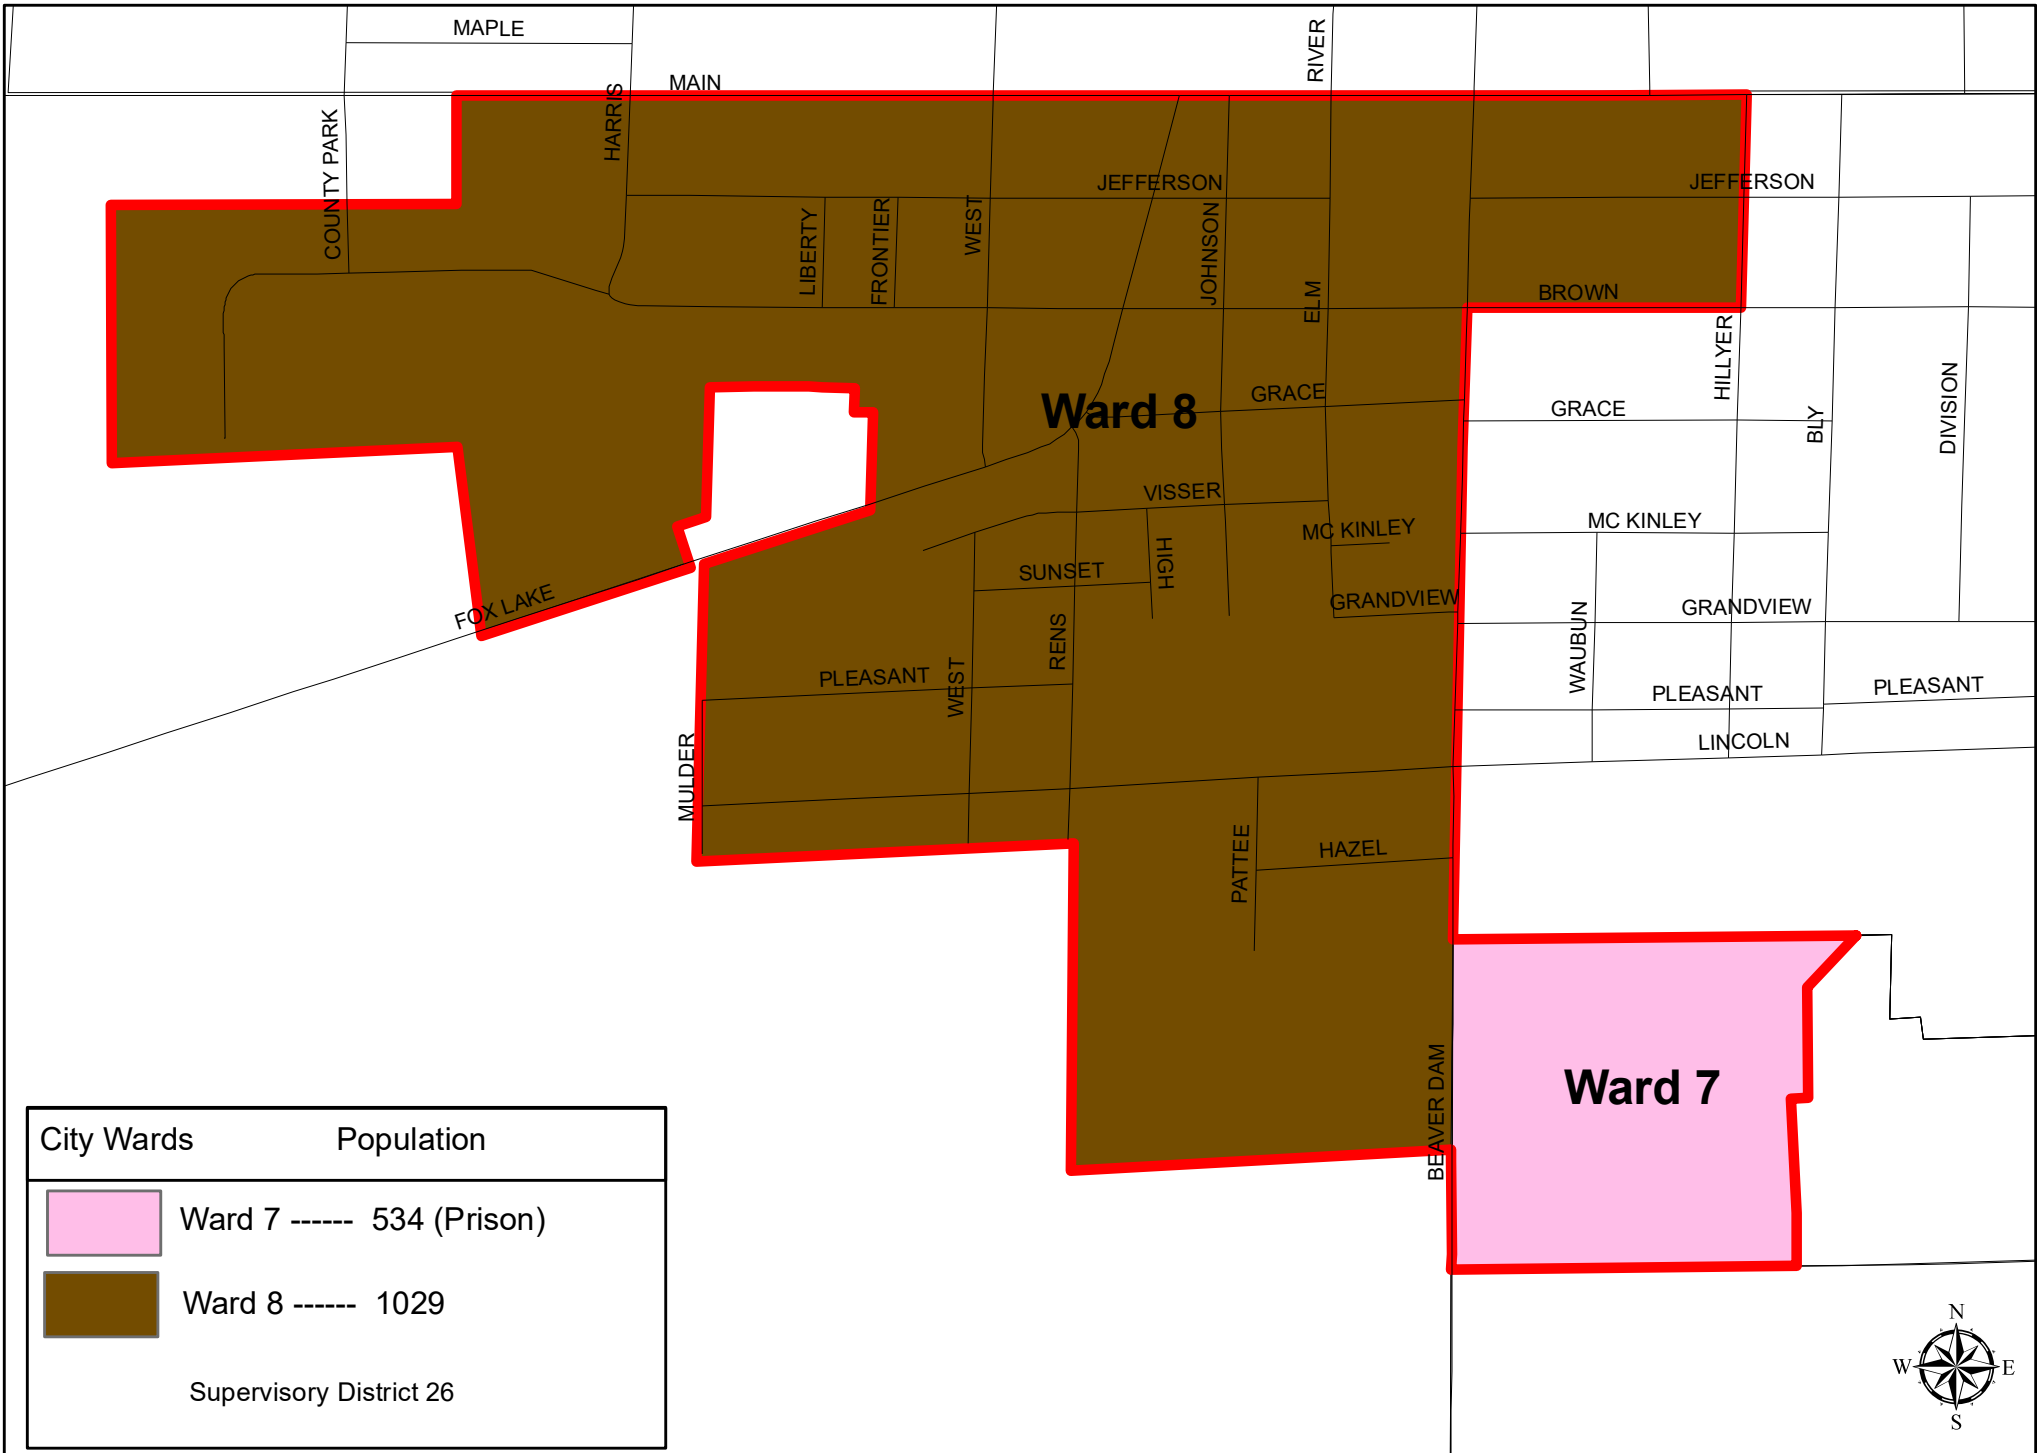 MAPLE
RIVER
MAIN
HARRIS
COUNTY PARK
JEFFERSON
JEFFERSON
LIBERTY
FRONTIER
WEST
JOHNSON
ELM
BROWN
HILLYER
GRACE
Ward 8
GRACE
BLY
DIVISION
VISSER
MC KINLEY
MC KINLEY
HIGH
SUNSET
GRANDVIEW
GRANDVIEW
FOX LAKE
RENS
WAUBUN
PLEASANT
WEST
PLEASANT
PLEASANT
LINCOLN
MULDER
PATTEE
HAZEL
BEAVER DAM
Ward 7
City Wards Population
Ward 7 ------ 534 (Prison)
Ward 8 ------ 1029
Supervisory District 26
N
W E
S